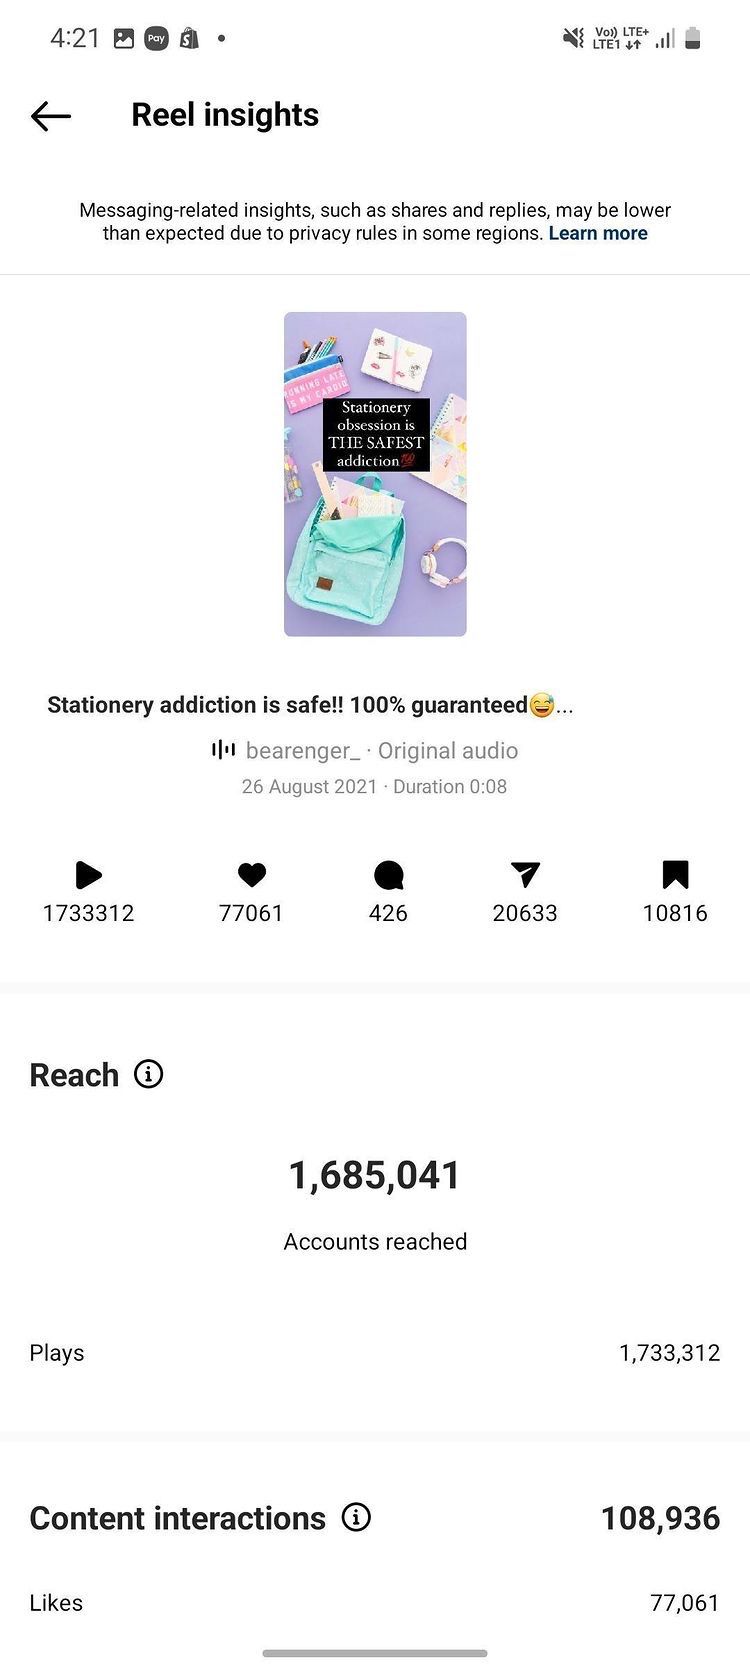 4:21 Pay Vo)) LTE+
LTE1
Reel insights
Messaging-related insights, such as shares and replies, may be lower
than expected due to privacy rules in some regions. Learn more
RUNNING LATE
IS MY CARDIO
Stationery
obsession is
THE SAFEST
addiction💯
Stationery addiction is safe!! 100% guaranteed😅...
bearenger_ · Original audio
26 August 2021 · Duration 0:08
1733312 77061 426 20633 10816
Reach
1,685,041
Accounts reached
Plays 1,733,312
Content interactions 108,936
Likes 77,061